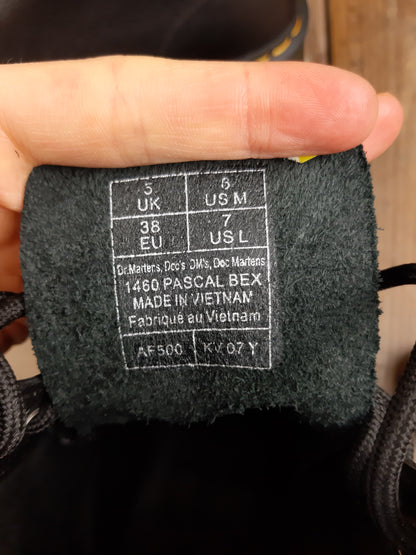 5 UK 6 US M
38 EU 7 US L
Dr.Martens, Doc's, DM's, Doc Martens
1460 PASCAL BEX
MADE IN VIETNAM
Fabriqué au Vietnam
AF500 KV 07 Y